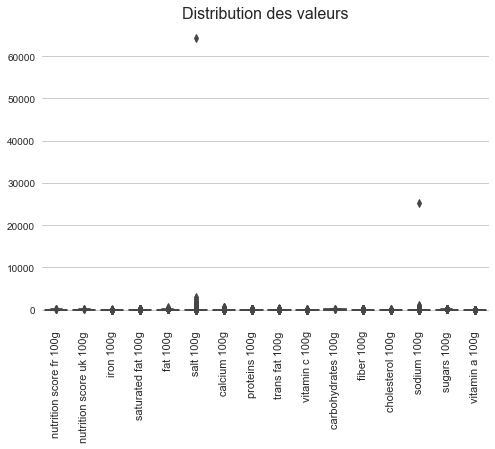 Distribution des valeurs
60000
50000
40000
30000
20000
10000
0
nutrition score fr 100g
nutrition score uk 100g
iron 100g
saturated fat 100g
fat 100g
salt 100g
calcium 100g
proteins 100g
trans fat 100g
vitamin c 100g
carbohydrates 100g
fiber 100g
cholesterol 100g
sodium 100g
sugars 100g
vitamin a 100g